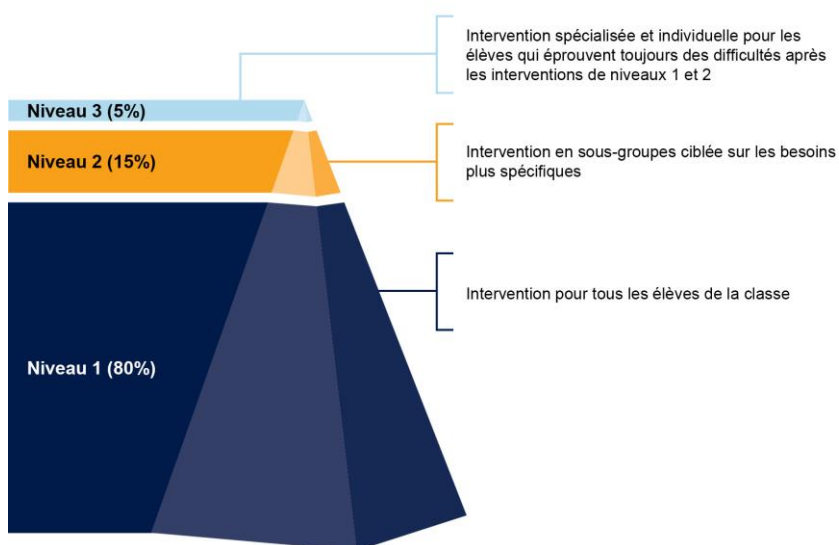 Intervention spécialisée et individuelle pour les
élèves qui éprouvent toujours des difficultés après
les interventions de niveaux 1 et 2
Niveau 3 (5%)
Niveau 2 (15%)
Intervention en sous-groupes ciblée sur les besoins
plus spécifiques
Intervention pour tous les élèves de la classe
Niveau 1 (80%)